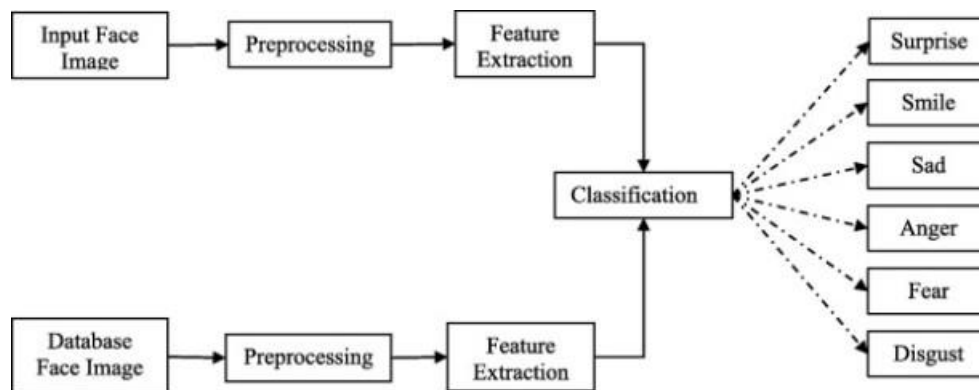 Input Face
Image
Preprocessing
Feature
Extraction
Classification
Surprise
Smile
Sad
Anger
Fear
Disgust
Database
Face Image
Preprocessing
Feature
Extraction